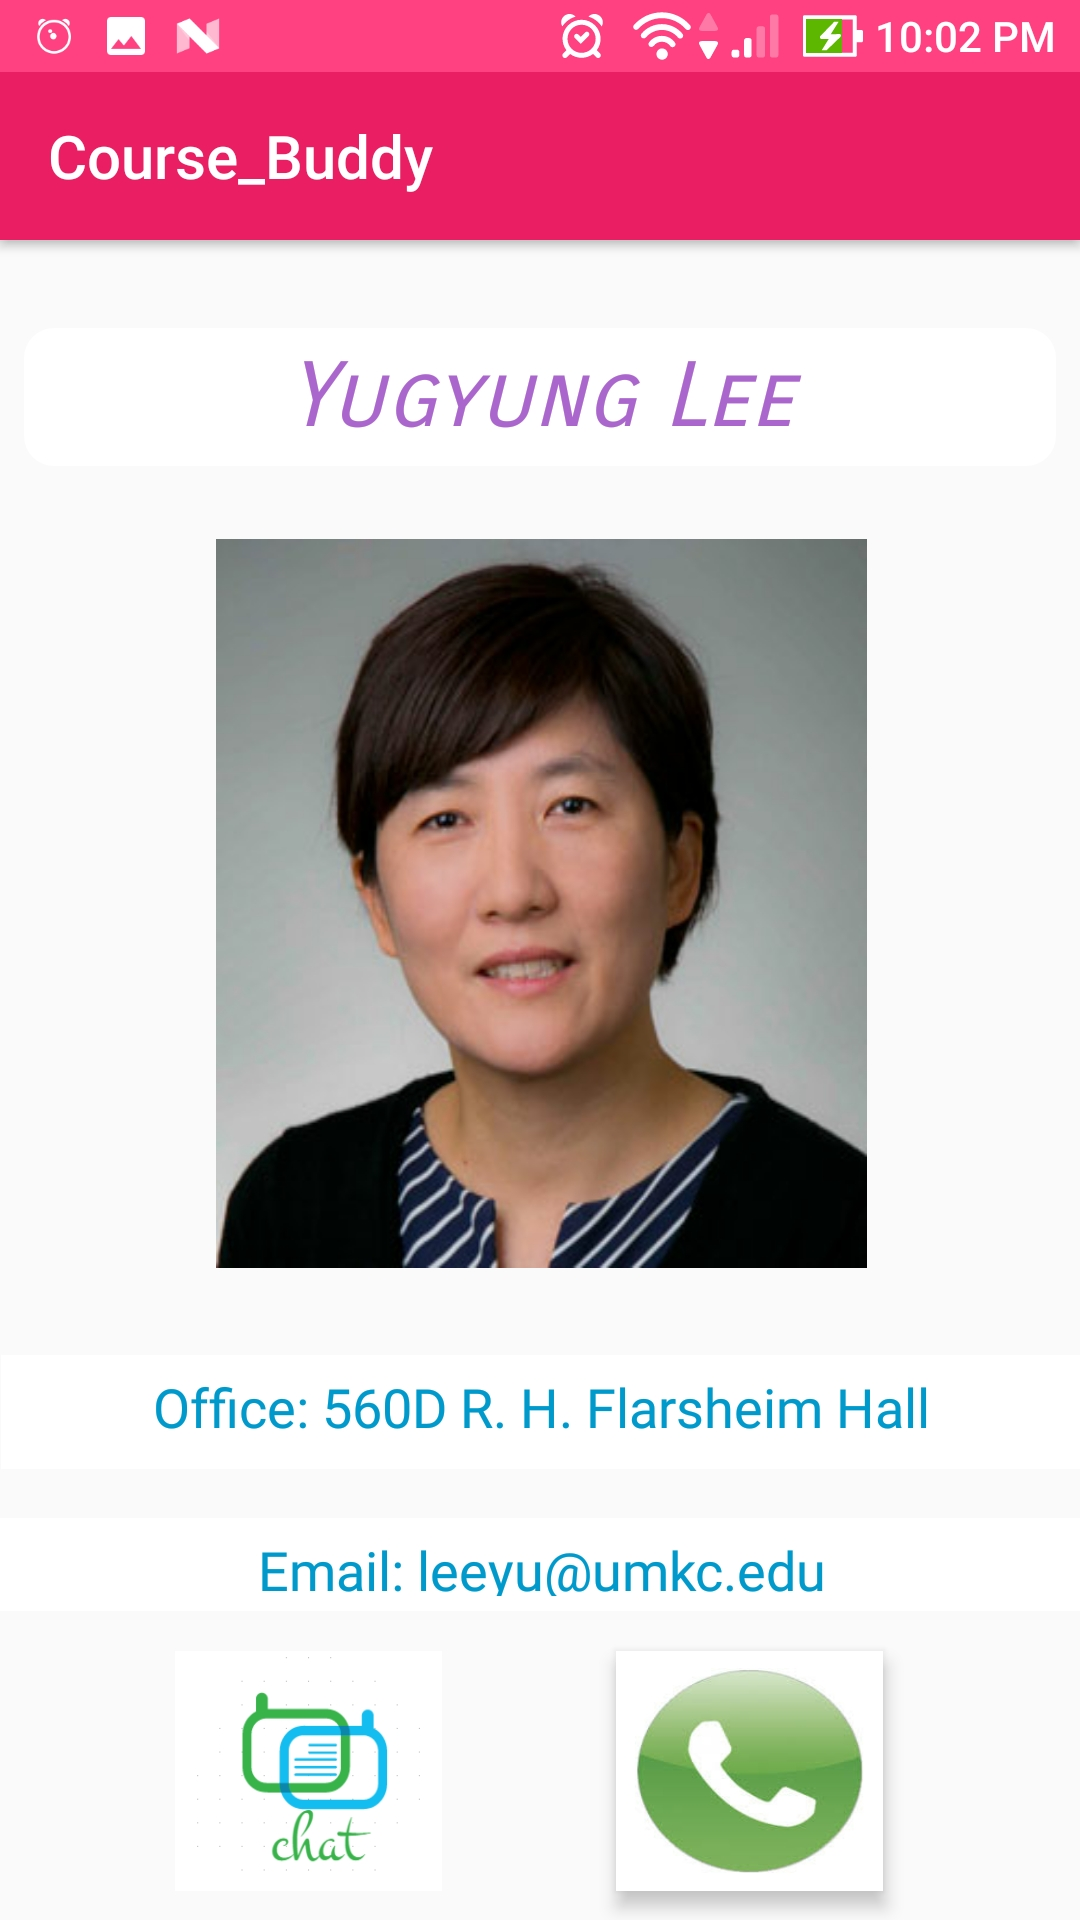 10:02 PM
Course_Buddy
Yugyung Lee
Office: 560D R. H. Flarsheim Hall
Email: leeyu@umkc.edu
chat